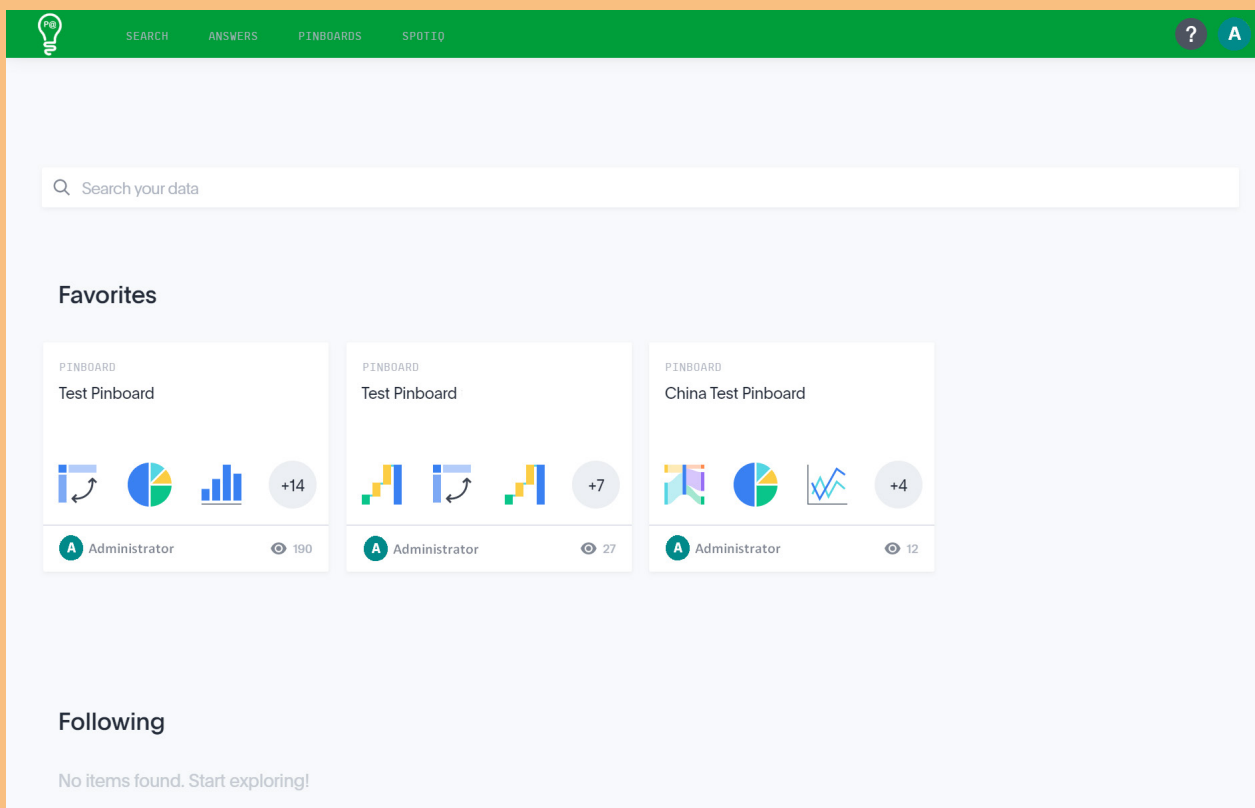 P@
SEARCH ANSWERS PINBOARDS SPOTIQ
? A
Search your data
Favorites
PINBOARD
Test Pinboard
+14
A Administrator 190
PINBOARD
Test Pinboard
+7
A Administrator 27
PINBOARD
China Test Pinboard
+4
A Administrator 12
Following
No items found. Start exploring!